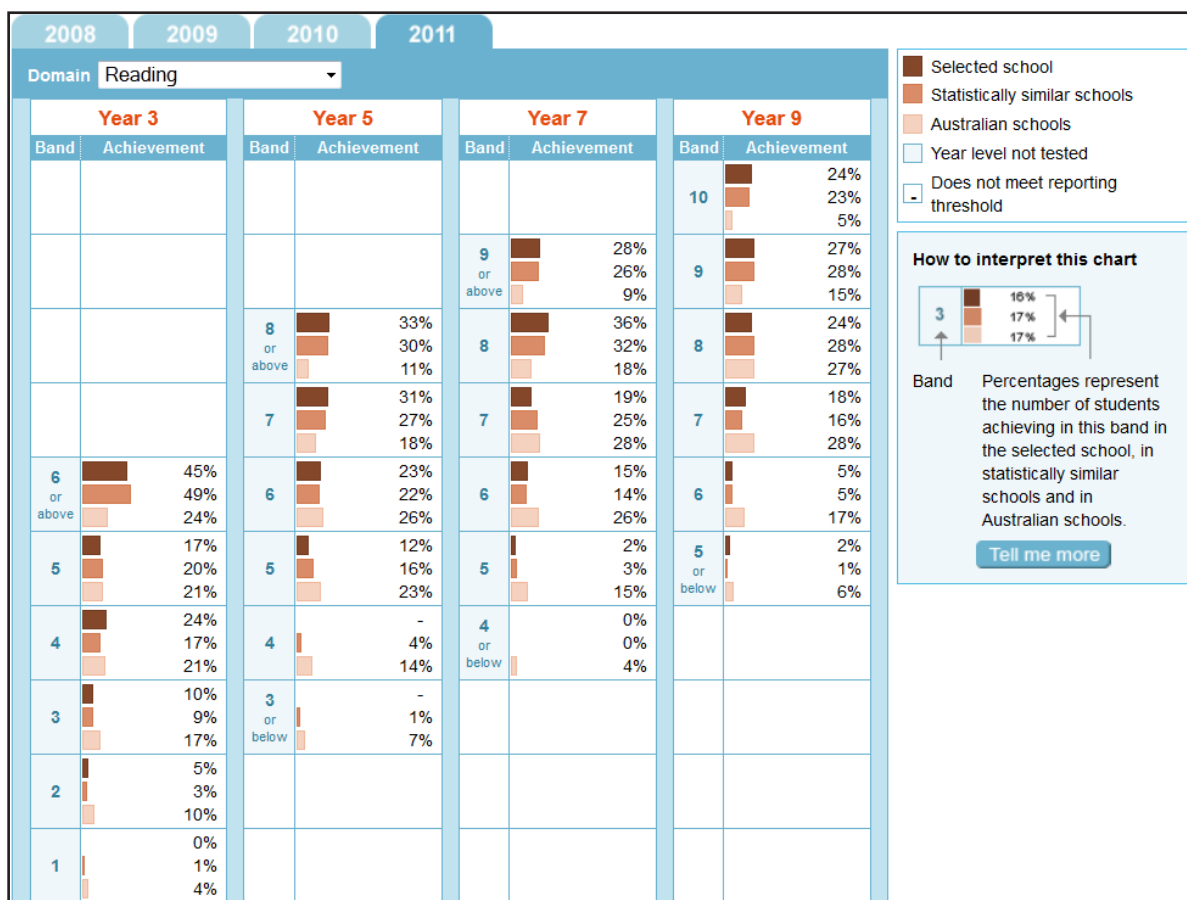 2008 2009 2010 2011
Domain Reading
Year 3 Year 5 Year 7 Year 9
Band Achievement Band Achievement Band Achievement Band Achievement
24%
10 23%
5%
28% 27%
9 or above 26% 9 28%
9% 15%
33% 36% 24%
8 or above 30% 8 32% 8 28%
11% 18% 27%
31% 19% 18%
7 27% 7 25% 7 16%
18% 28% 28%
45% 23% 15% 5%
6 or above 49% 6 22% 6 14% 6 5%
24% 26% 26% 17%
17% 12% 2% 2%
5 20% 5 16% 5 3% 5 or below 1%
21% 23% 15% 6%
24% - 0%
4 17% 4 4% 4 or below 0%
21% 14% 4%
10% -
3 9% 3 or below 1%
17% 7%
5%
2 3%
10%
0%
1 1%
4%
Selected school
Statistically similar schools
Australian schools
Year level not tested
- Does not meet reporting
threshold
How to interpret this chart
16%
3 17%
17%
Band Percentages represent
the number of students
achieving in this band in
the selected school, in
statistically similar
schools and in
Australian schools.
Tell me more